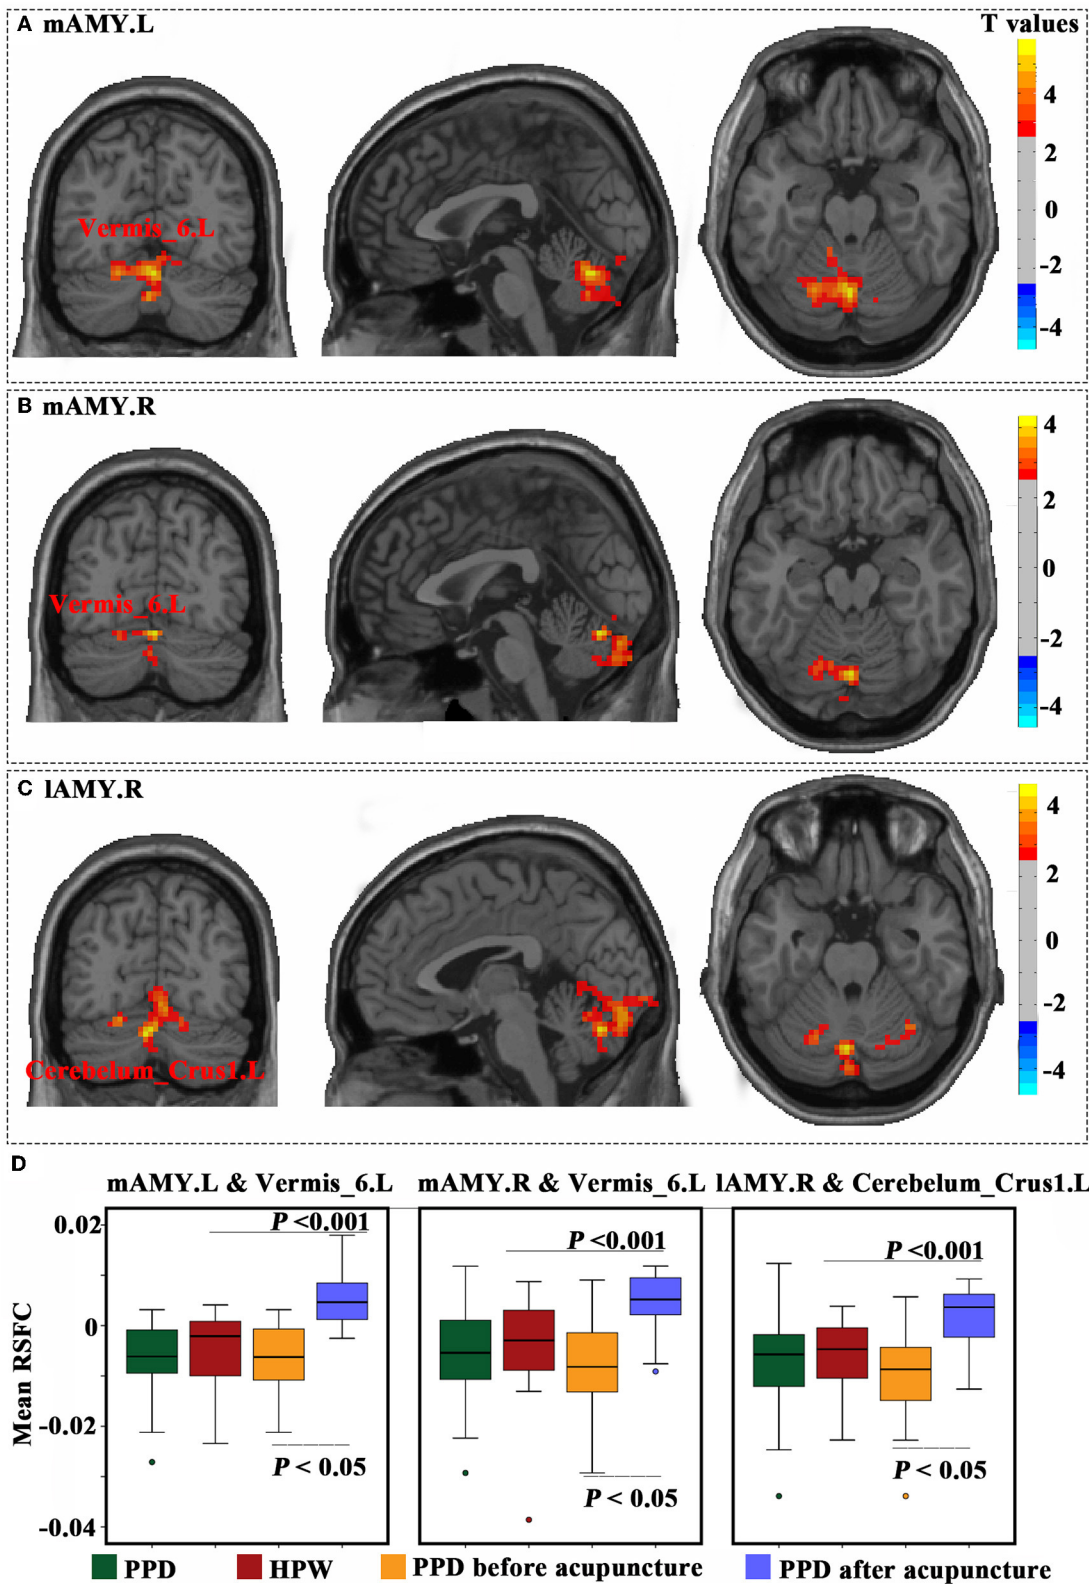 A mAMY.L
T values
Vermis_6.L
4
2
0
-2
-4
B mAMY.R
Vermis_6.L
4
2
0
-2
-4
C lAMY.R
Cerebelum_Crus1.L
4
2
0
-2
-4
D
mAMY.L & Vermis_6.L
mAMY.R & Vermis_6.L
lAMY.R & Cerebelum_Crus1.L
Mean RSFC
0.02
0
-0.02
-0.04
P <0.001
P < 0.05
P <0.001
P < 0.05
P <0.001
P < 0.05
PPD
HPW
PPD before acupuncture
PPD after acupuncture